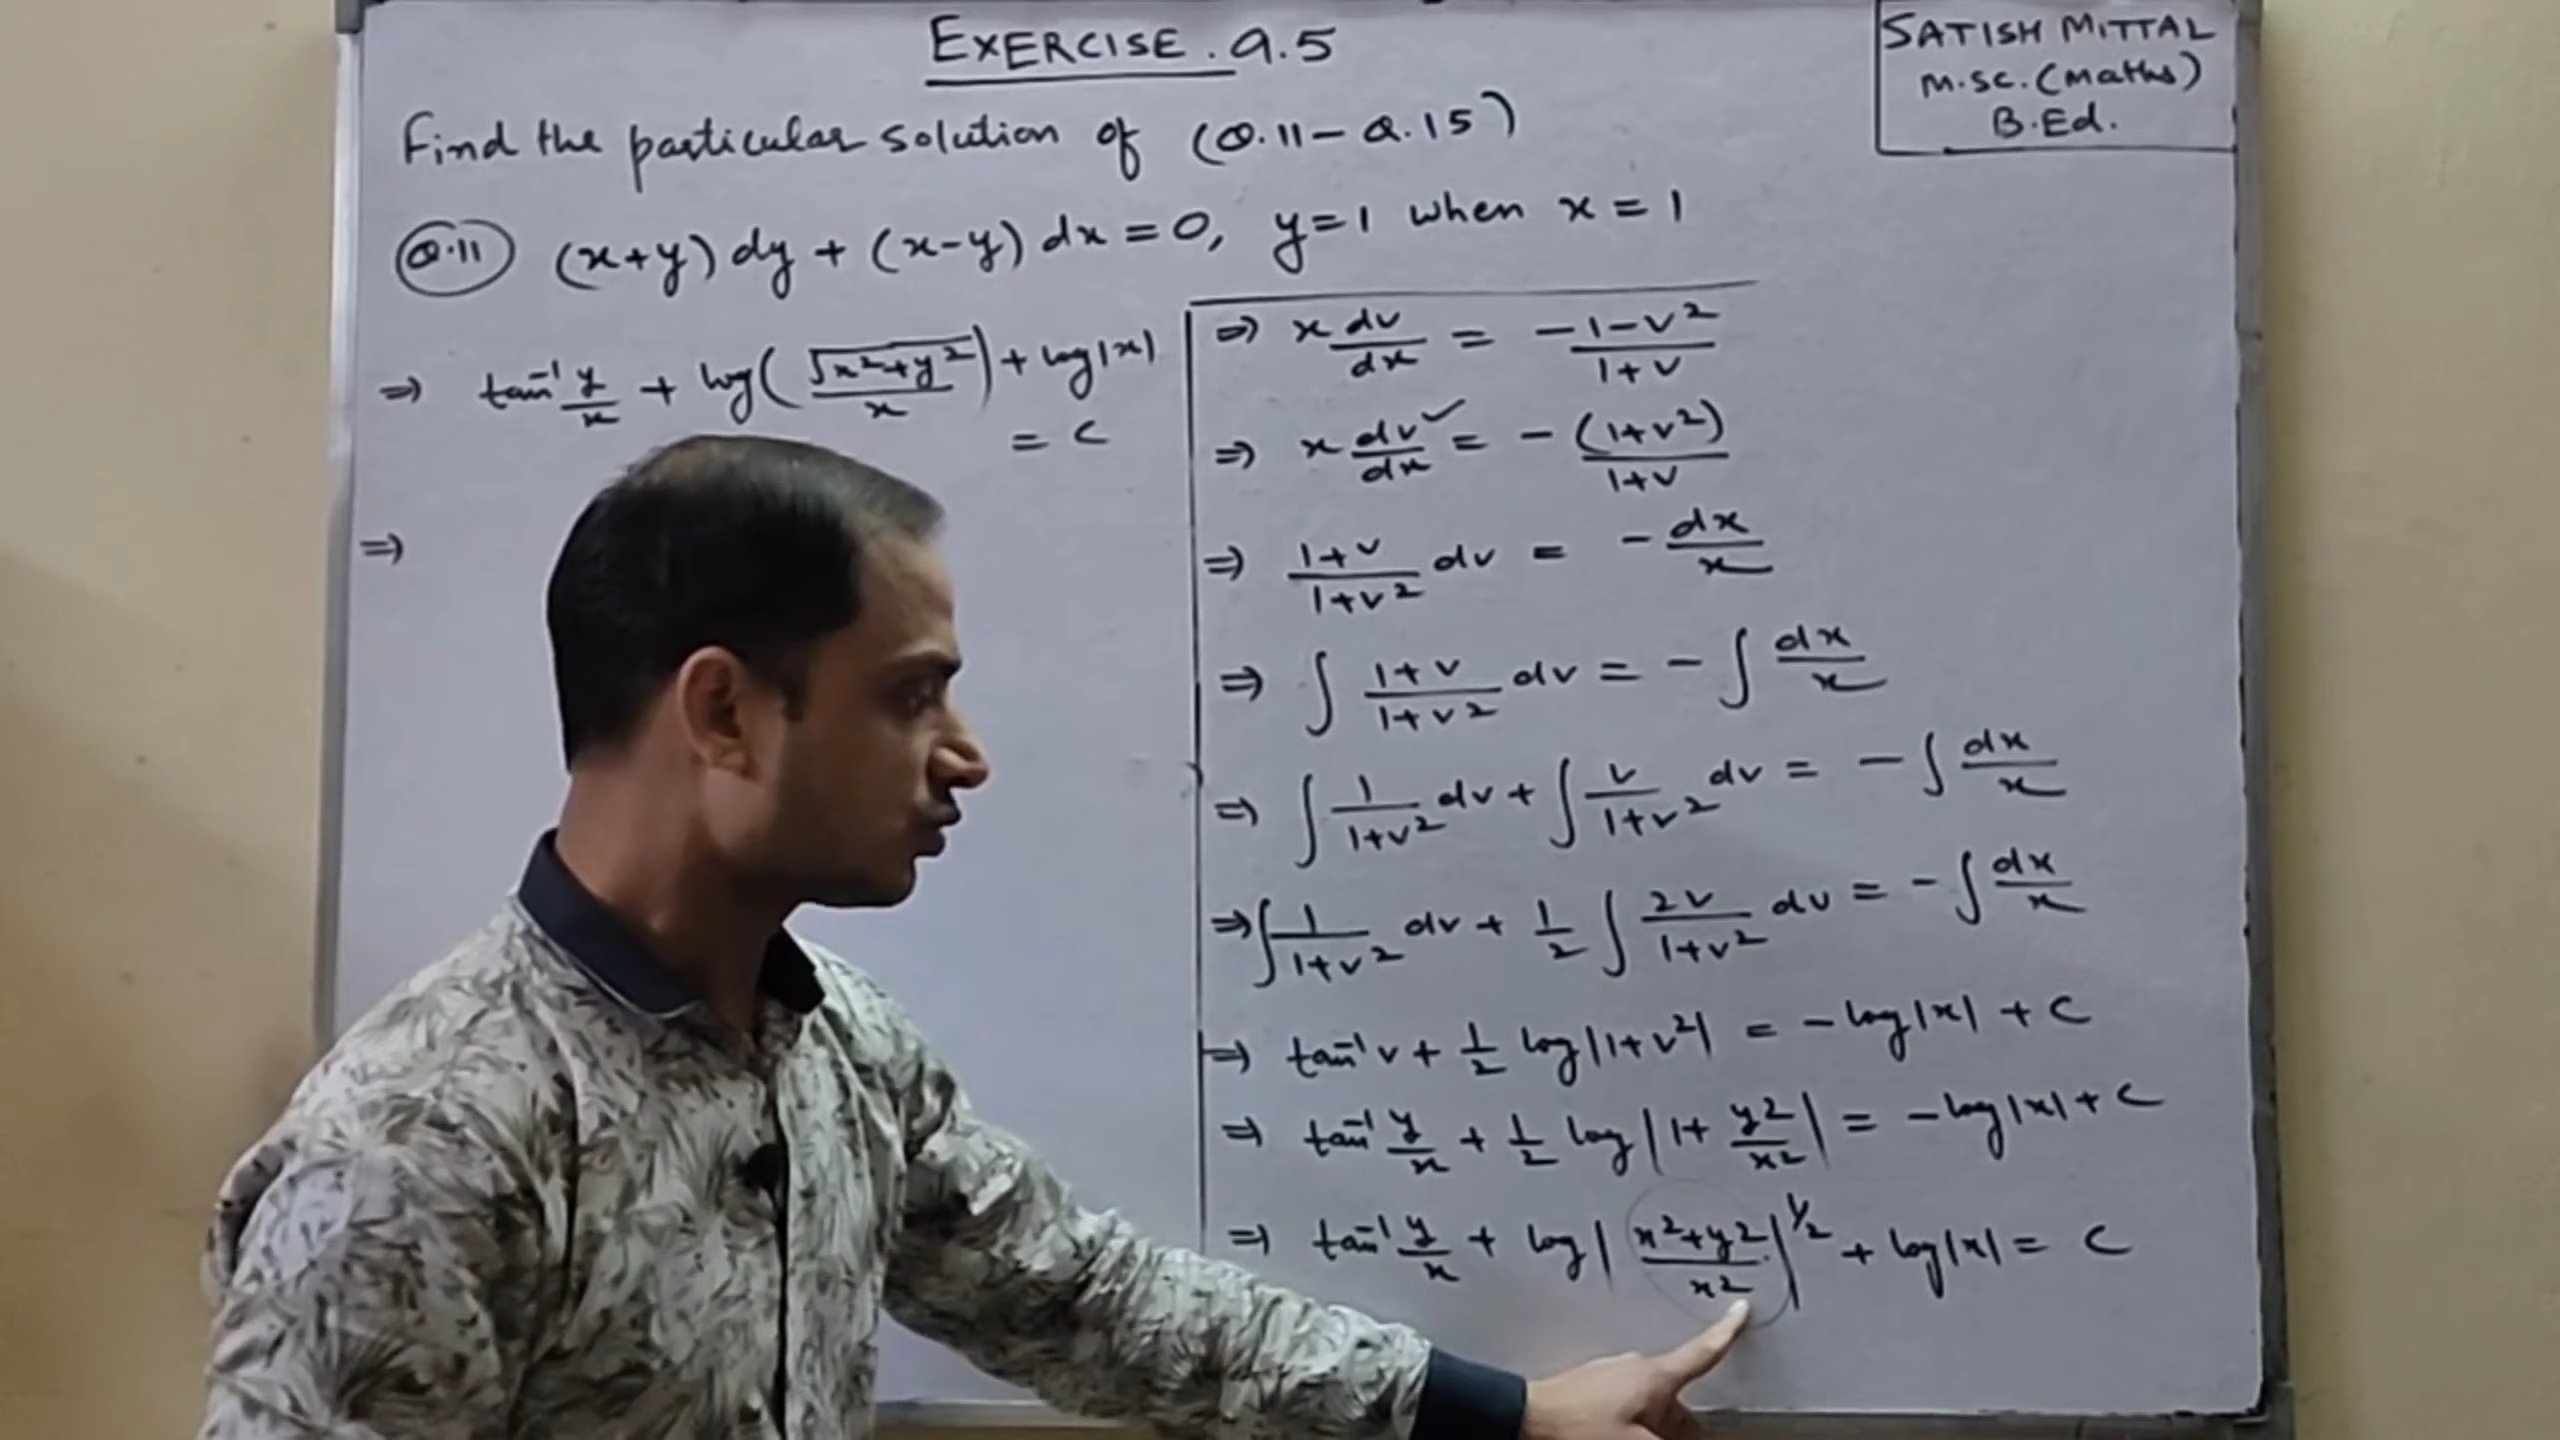 EXERCISE. 9.5
SATISH MITTAL
M.SC. (Maths)
B.Ed.
Find the particular solution of (Q.11 - Q.15)
Q.11 (x+y) dy + (x-y) dx = 0, y=1 when x = 1
⇒ tan⁻¹ y/x + log(√(x²+y²)/x) + log|x|
= c
⇒
⇒ x dv/dx = (-1-v²)/(1+v)
⇒ x dv/dx ✓ = -(1+v²)/(1+v)
⇒ (1+v)/(1+v²) dv = - dx/x
⇒ ∫ (1+v)/(1+v²) dv = - ∫ dx/x
⇒ ∫ 1/(1+v²) dv + ∫ v/(1+v²) dv = - ∫ dx/x
⇒ ∫ 1/(1+v²) dv + 1/2 ∫ 2v/(1+v²) dv = - ∫ dx/x
⇒ tan⁻¹ v + 1/2 log|1+v²| = - log|x| + c
⇒ tan⁻¹ y/x + 1/2 log|1+ y²/x²| = - log|x| + c
⇒ tan⁻¹ y/x + log|(x²+y²)/x²|^1/2 + log|x| = c